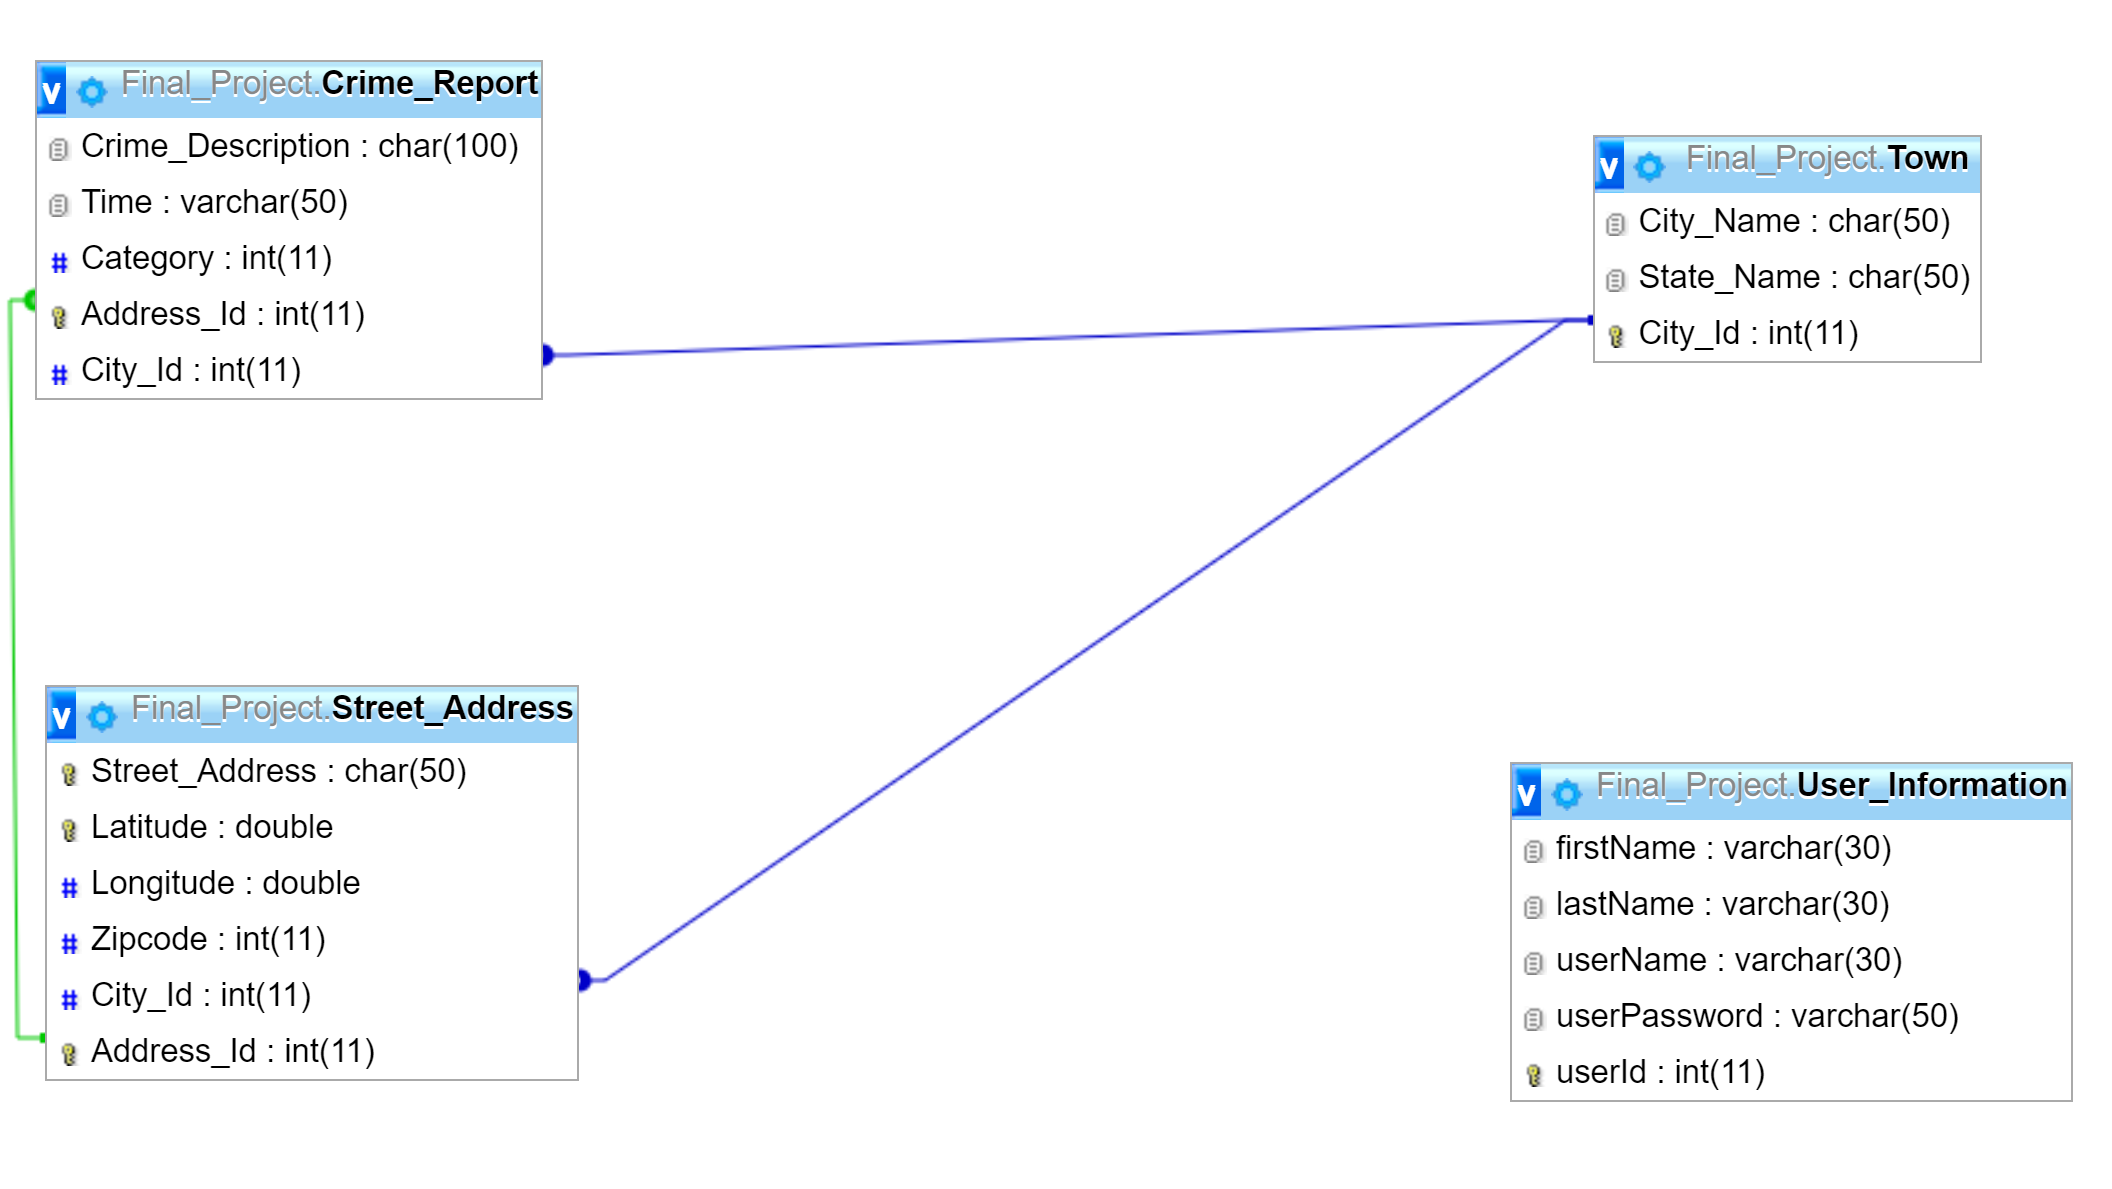 v Final_Project.Crime_Report
Crime_Description : char(100)
Time : varchar(50)
# Category : int(11)
Address_Id : int(11)
# City_Id : int(11)
v Final_Project.Town
City_Name : char(50)
State_Name : char(50)
City_Id : int(11)
v Final_Project.Street_Address
Street_Address : char(50)
Latitude : double
# Longitude : double
# Zipcode : int(11)
# City_Id : int(11)
Address_Id : int(11)
v Final_Project.User_Information
firstName : varchar(30)
lastName : varchar(30)
userName : varchar(30)
userPassword : varchar(50)
userId : int(11)